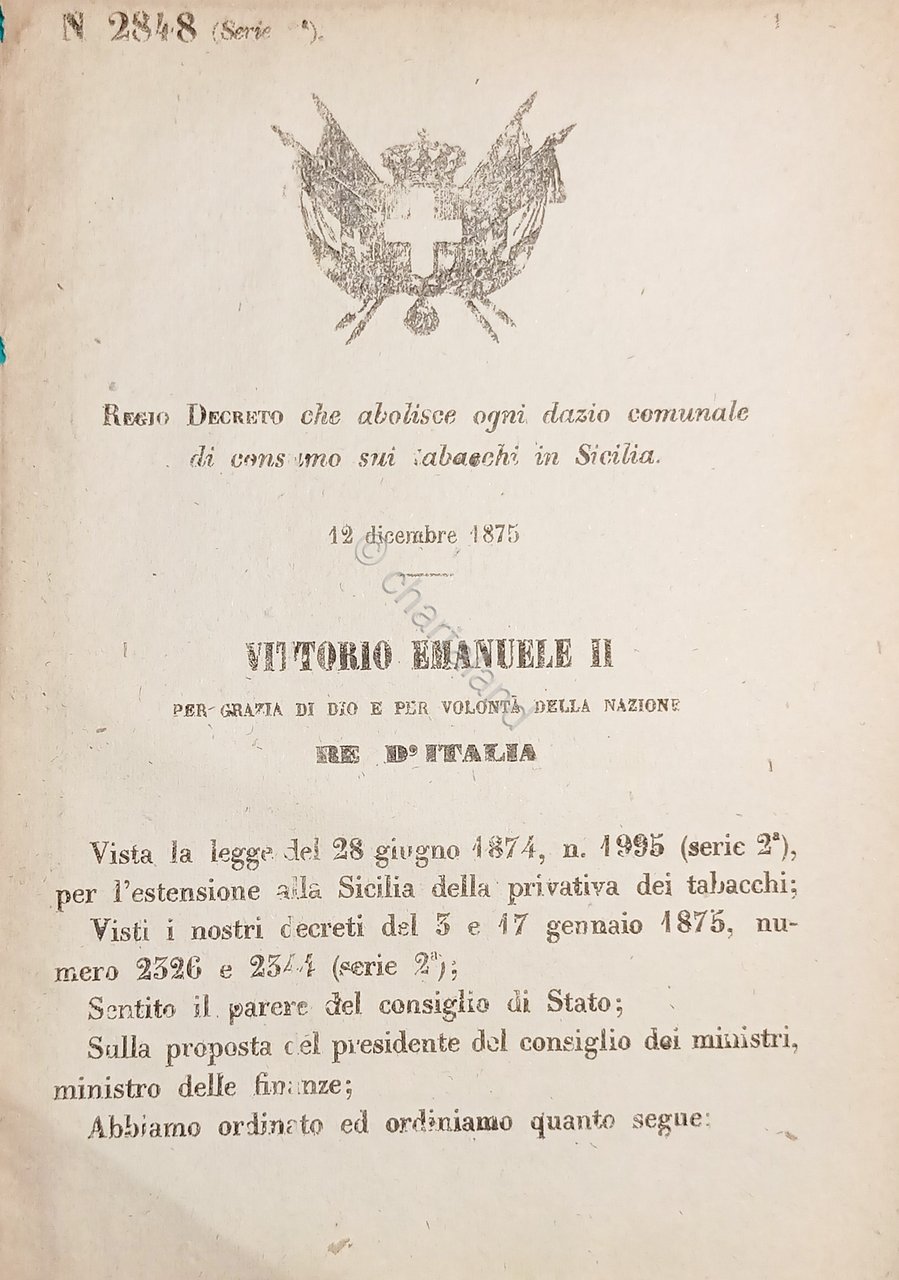 N 2848 (Serie ª).
REGIO DECRETO che abolisce ogni dazio comunale
di consumo sui tabacchi in Sicilia.
12 dicembre 1875
VITTORIO EMANUELE II
PER GRAZIA DI DIO E PER VOLONTÀ DELLA NAZIONE
RE D'ITALIA
Vista la legge del 28 giugno 1874, n. 1995 (serie 2ª),
per l'estensione alla Sicilia della privativa dei tabacchi;
Visti i nostri decreti del 3 e 17 gennaio 1875, nu-
mero 2326 e 2344 (serie 2ª);
Sentito il parere del consiglio di Stato;
Sulla proposta del presidente del consiglio dei ministri,
ministro delle finanze;
Abbiamo ordinato ed ordiniamo quanto segue: